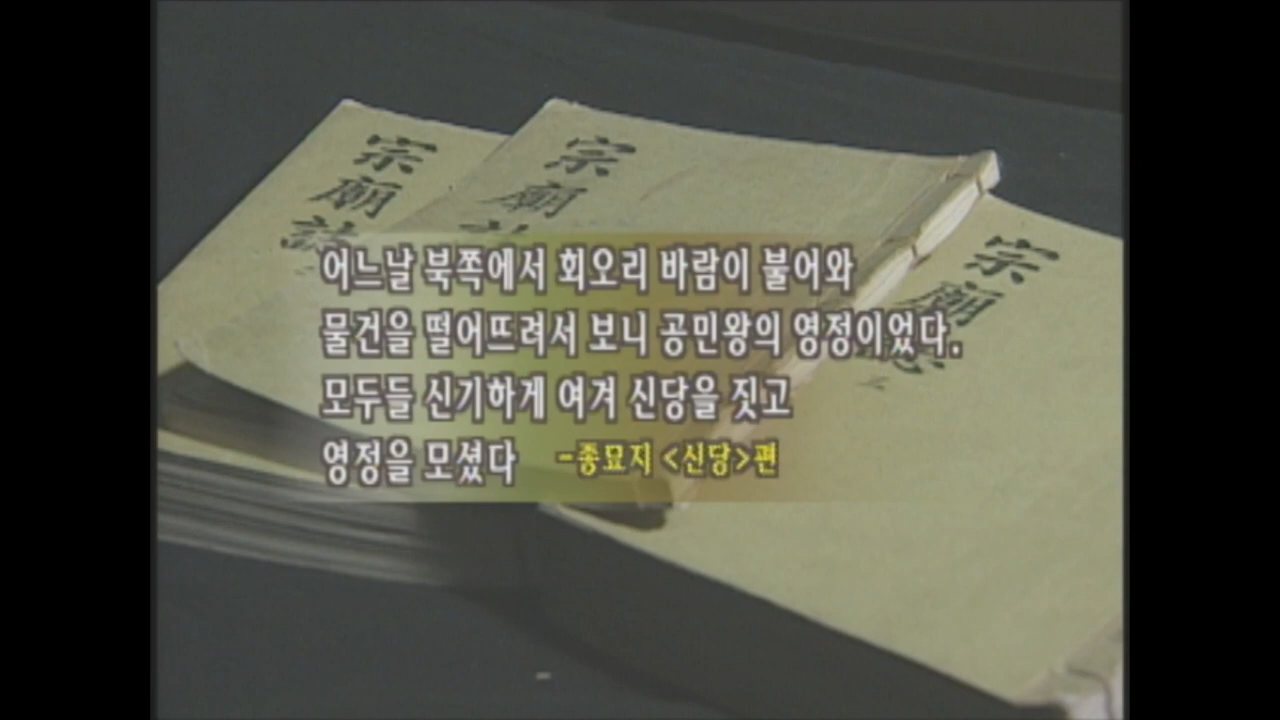 宗廟誌
宗廟
宗廟
어느날 북쪽에서 회오리 바람이 불어와
물건을 떨어뜨려서 보니 공민왕의 영정이었다.
모두들 신기하게 여겨 신당을 짓고
영정을 모셨다 -종묘지 <신당>편